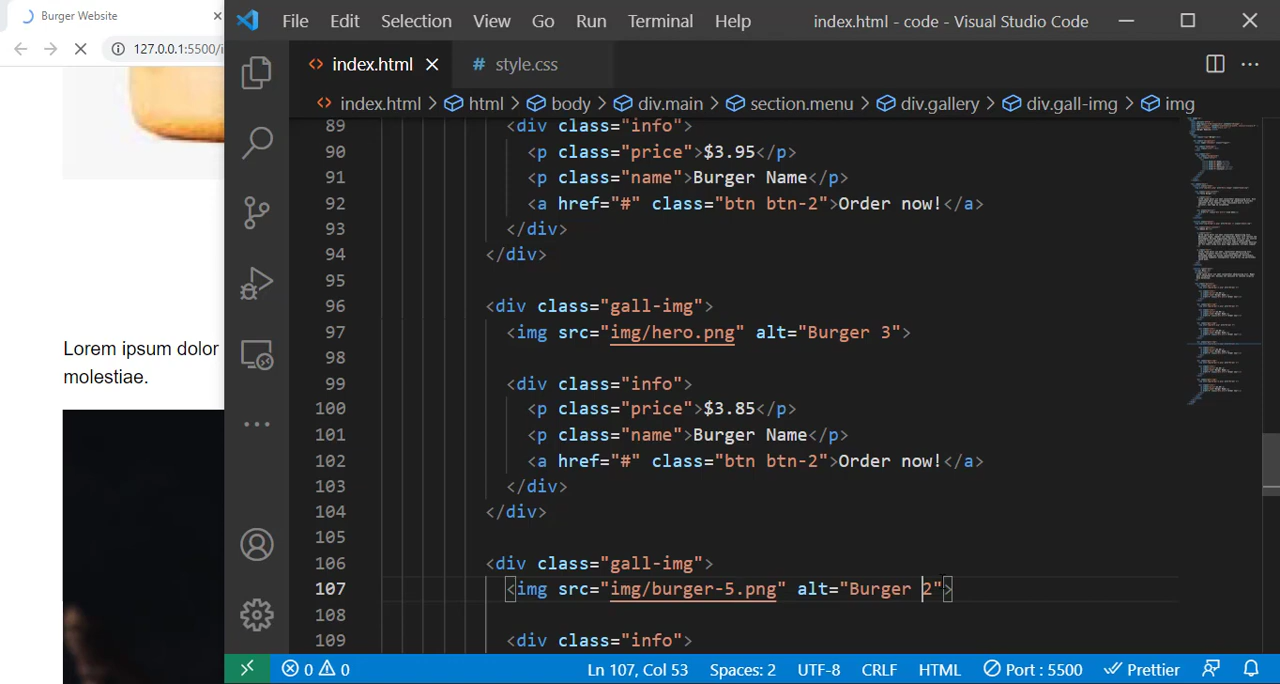 Burger Website
127.0.0.1:5500/i
Lorem ipsum dolor
molestiae.
File Edit Selection View Go Run Terminal Help index.html - code - Visual Studio Code
index.html # style.css
index.html > html > body > div.main > section.menu > div.gallery > div.gall-img > img
89 <div class="info">
90 <p class="price">$3.95</p>
91 <p class="name">Burger Name</p>
92 <a href="#" class="btn btn-2">Order now!</a>
93 </div>
94 </div>
95
96 <div class="gall-img">
97 <img src="img/hero.png" alt="Burger 3">
98
99 <div class="info">
100 <p class="price">$3.85</p>
101 <p class="name">Burger Name</p>
102 <a href="#" class="btn btn-2">Order now!</a>
103 </div>
104 </div>
105
106 <div class="gall-img">
107 <img src="img/burger-5.png" alt="Burger 2">
108
109 <div class="info">
0 0 Ln 107, Col 53 Spaces: 2 UTF-8 CRLF HTML Port : 5500 Prettier